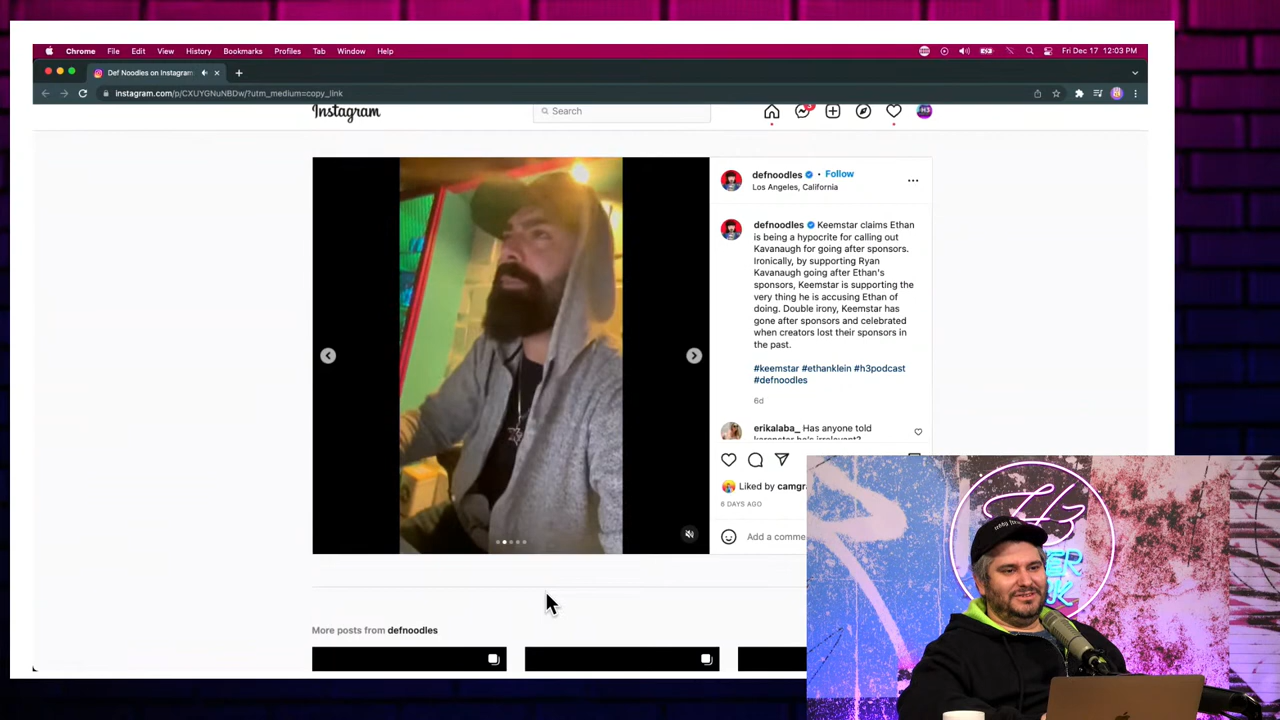 Chrome File Edit View History Bookmarks Profiles Tab Window Help
Fri Dec 17 12:03 PM
Def Noodles on Instagram
instagram.com/p/CXUYGNuNBDw/?utm_medium=copy_link
Instagram
Search
defnoodles • Follow
Los Angeles, California
defnoodles Keemstar claims Ethan
is being a hypocrite for calling out
Kavanaugh for going after sponsors.
Ironically, by supporting Ryan
Kavanaugh going after Ethan's
sponsors, Keemstar is supporting the
very thing he is accusing Ethan of
doing. Double irony, Keemstar has
gone after sponsors and celebrated
when creators lost their sponsors in
the past.
#keemstar #ethanklein #h3podcast
#defnoodles
6d
erikalaba_ Has anyone told
Liked by camgr
6 DAYS AGO
Add a comme
More posts from defnoodles